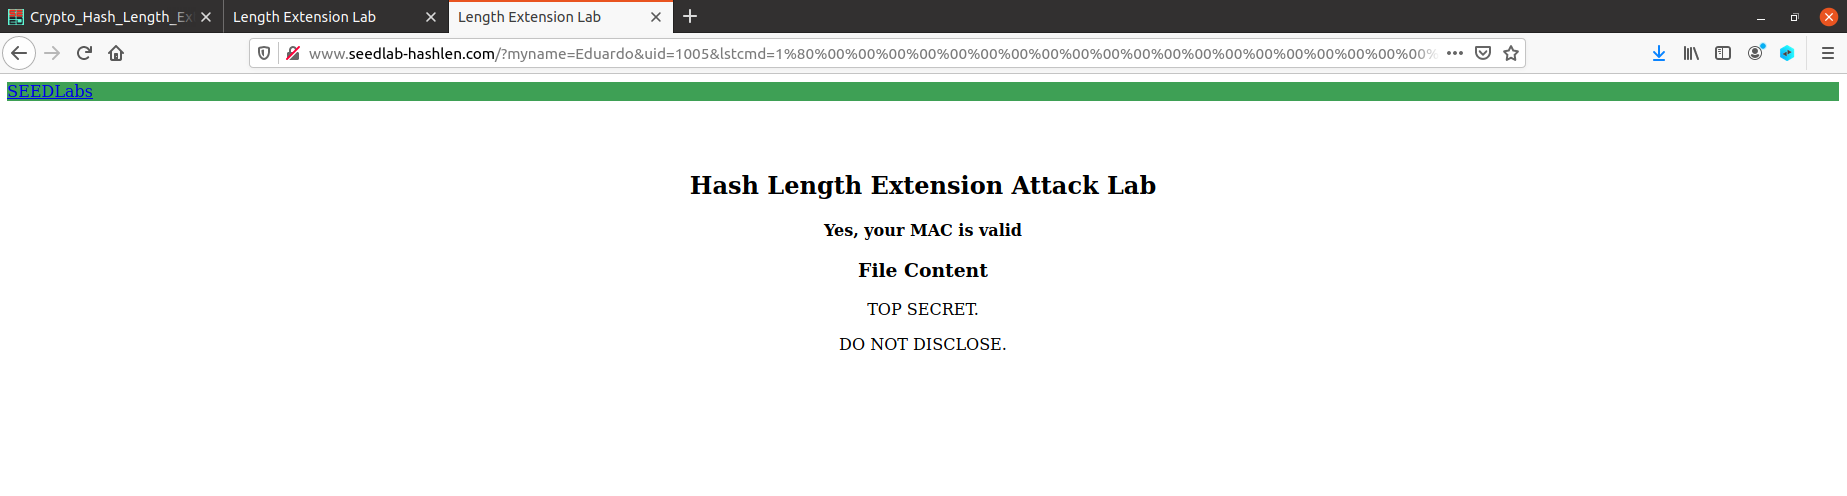 Crypto_Hash_Length_Ex
Length Extension Lab
Length Extension Lab
www.seedlab-hashlen.com/?myname=Eduardo&uid=1005&lstcmd=1%80%00%00%00%00%00%00%00%00%00%00%00%00%00%00%00%00%00%00%00%00%
SEEDLabs
Hash Length Extension Attack Lab
Yes, your MAC is valid
File Content
TOP SECRET.
DO NOT DISCLOSE.